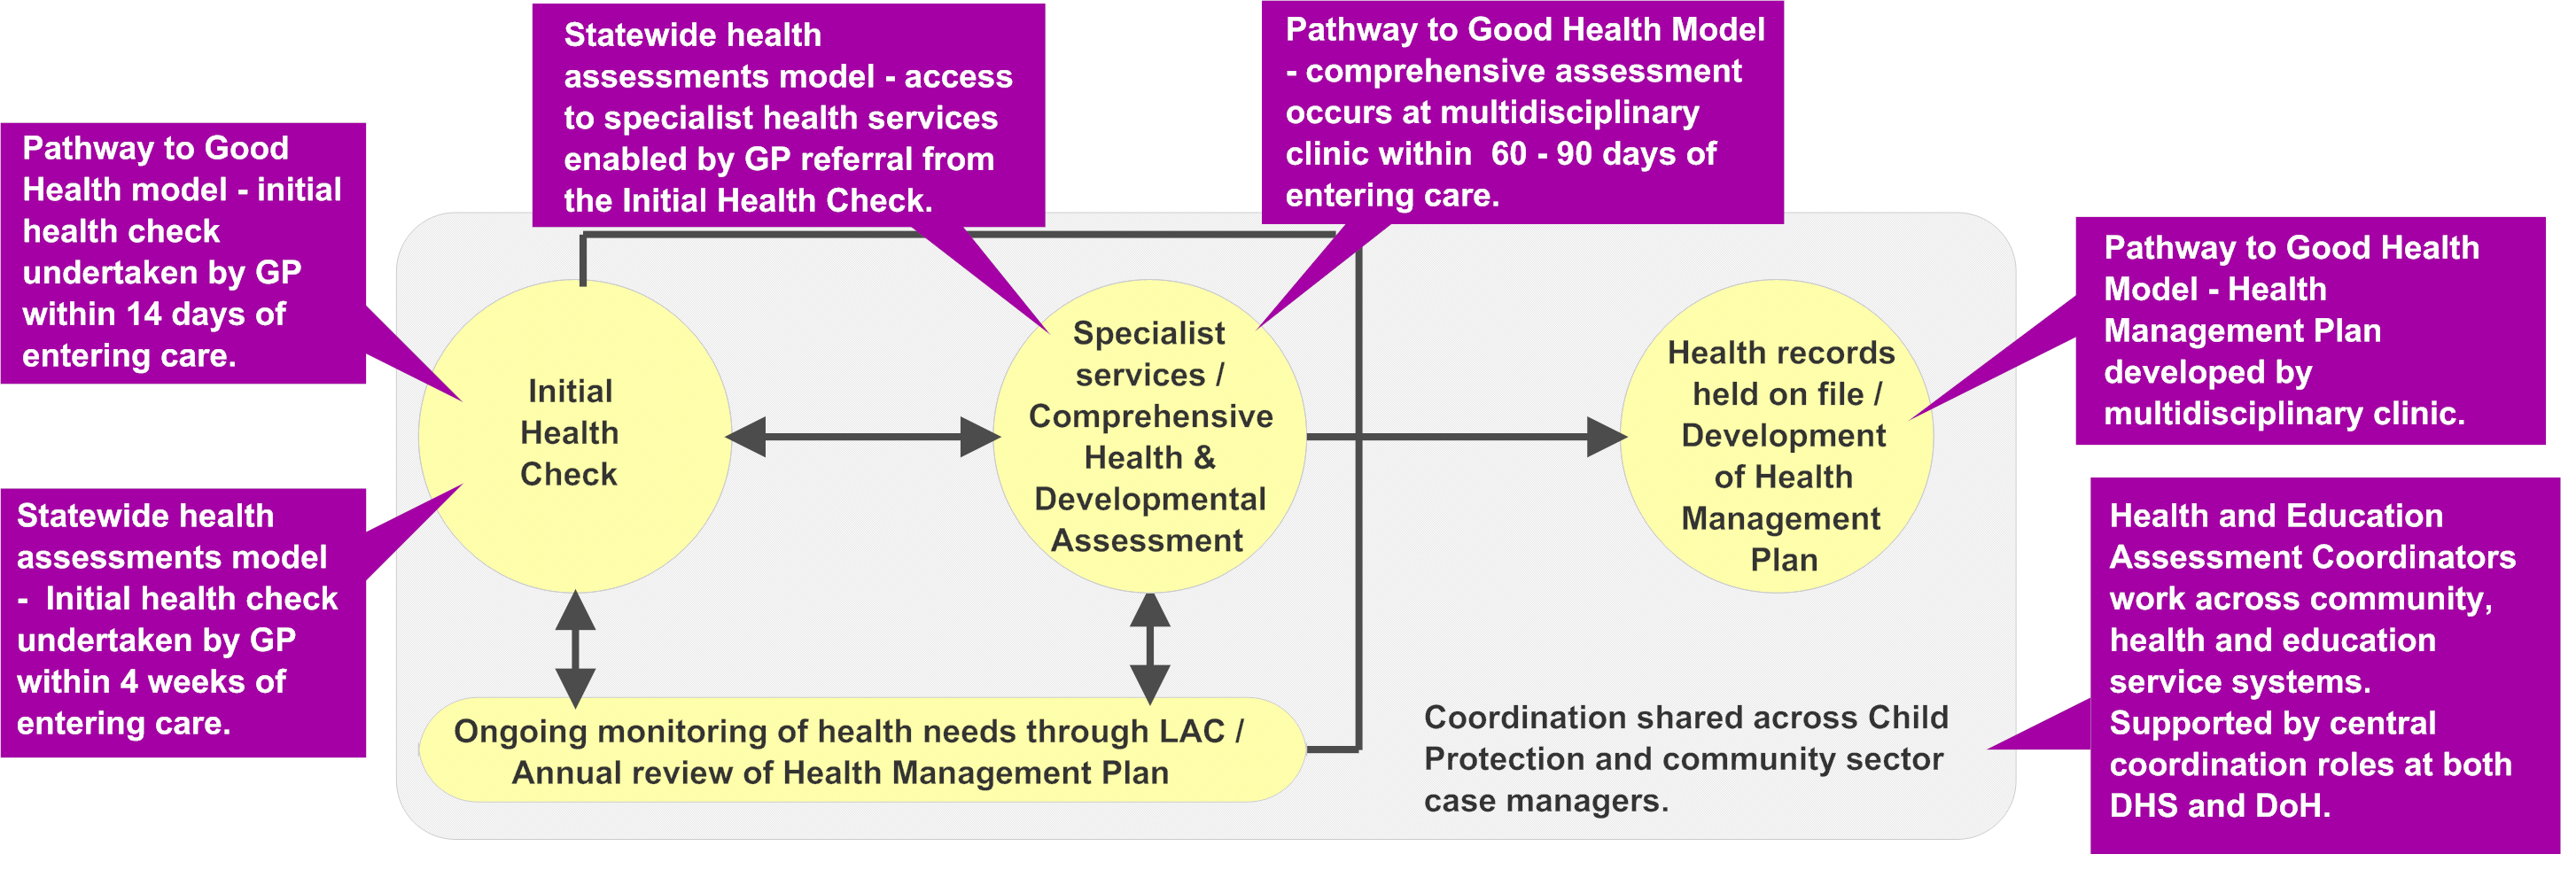 Pathway to Good
Health model - initial
health check
undertaken by GP
within 14 days of
entering care.
Statewide health
assessments model
- Initial health check
undertaken by GP
within 4 weeks of
entering care.
Statewide health
assessments model - access
to specialist health services
enabled by GP referral from
the Initial Health Check.
Pathway to Good Health Model
- comprehensive assessment
occurs at multidisciplinary
clinic within 60 - 90 days of
entering care.
Initial
Health
Check
Specialist
services /
Comprehensive
Health &
Developmental
Assessment
Health records
held on file /
Development
of Health
Management
Plan
Ongoing monitoring of health needs through LAC /
Annual review of Health Management Plan
Coordination shared across Child
Protection and community sector
case managers.
Pathway to Good Health
Model - Health
Management Plan
developed by
multidisciplinary clinic.
Health and Education
Assessment Coordinators
work across community,
health and education
service systems.
Supported by central
coordination roles at both
DHS and DoH.